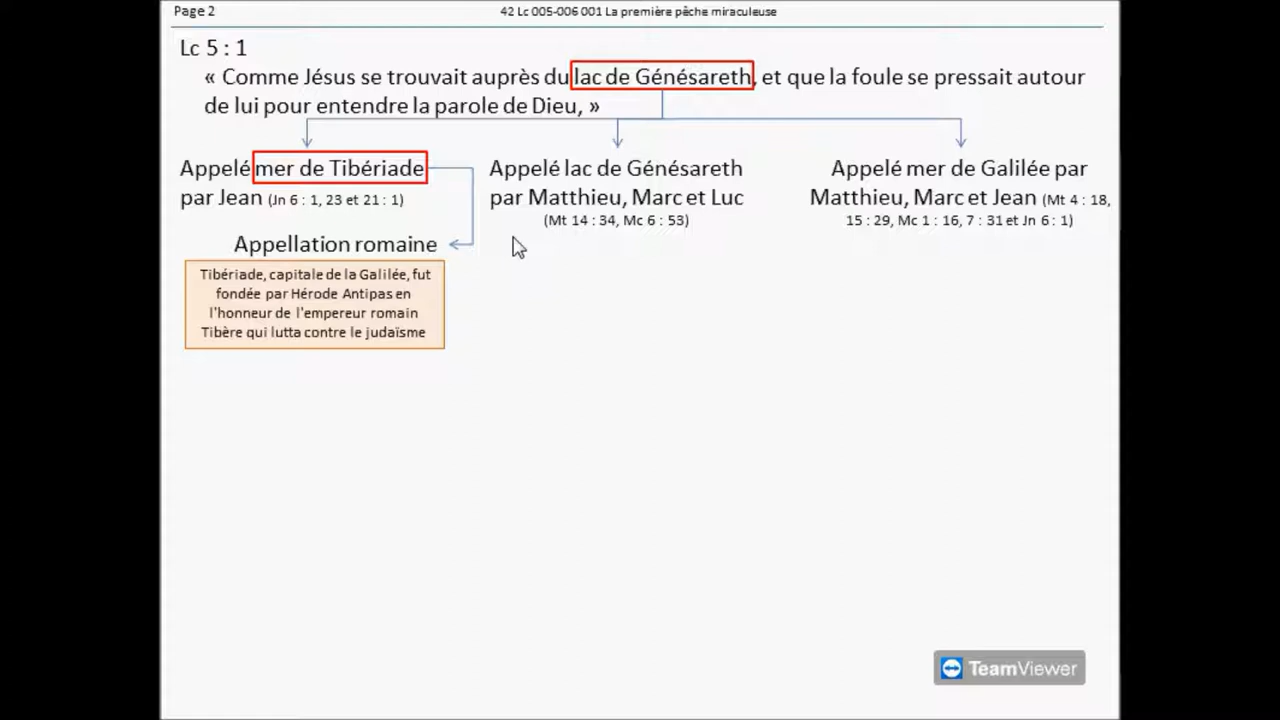 Page 2
42 Lc 005-006 001 La première pêche miraculeuse
Lc 5 : 1
« Comme Jésus se trouvait auprès du lac de Génésareth, et que la foule se pressait autour
de lui pour entendre la parole de Dieu, »
Appelé mer de Tibériade
par Jean (Jn 6 : 1, 23 et 21 : 1)
Appellation romaine
Tibériade, capitale de la Galilée, fut
fondée par Hérode Antipas en
l'honneur de l'empereur romain
Tibère qui lutta contre le judaïsme
Appelé lac de Génésareth
par Matthieu, Marc et Luc
(Mt 14 : 34, Mc 6 : 53)
Appelé mer de Galilée par
Matthieu, Marc et Jean (Mt 4 : 18,
15 : 29, Mc 1 : 16, 7 : 31 et Jn 6 : 1)
TeamViewer